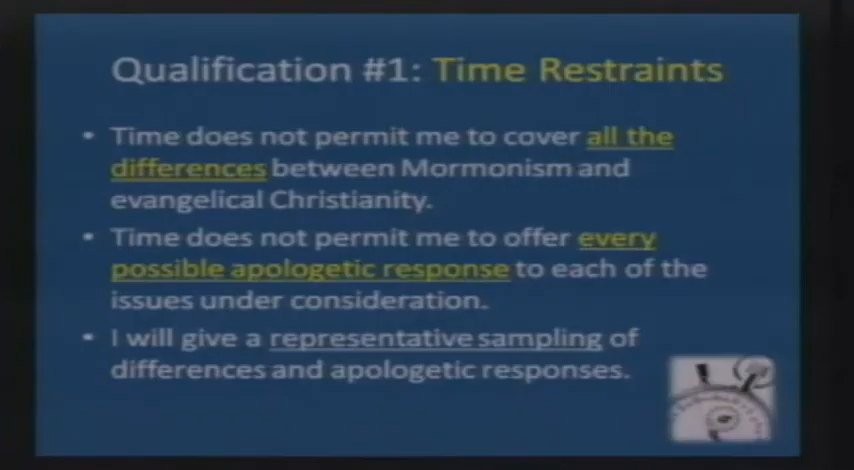 Qualification #1: Time Restraints
• Time does not permit me to cover all the
differences between Mormonism and
evangelical Christianity.
• Time does not permit me to offer every
possible apologetic response to each of the
issues under consideration.
• I will give a representative sampling of
differences and apologetic responses.